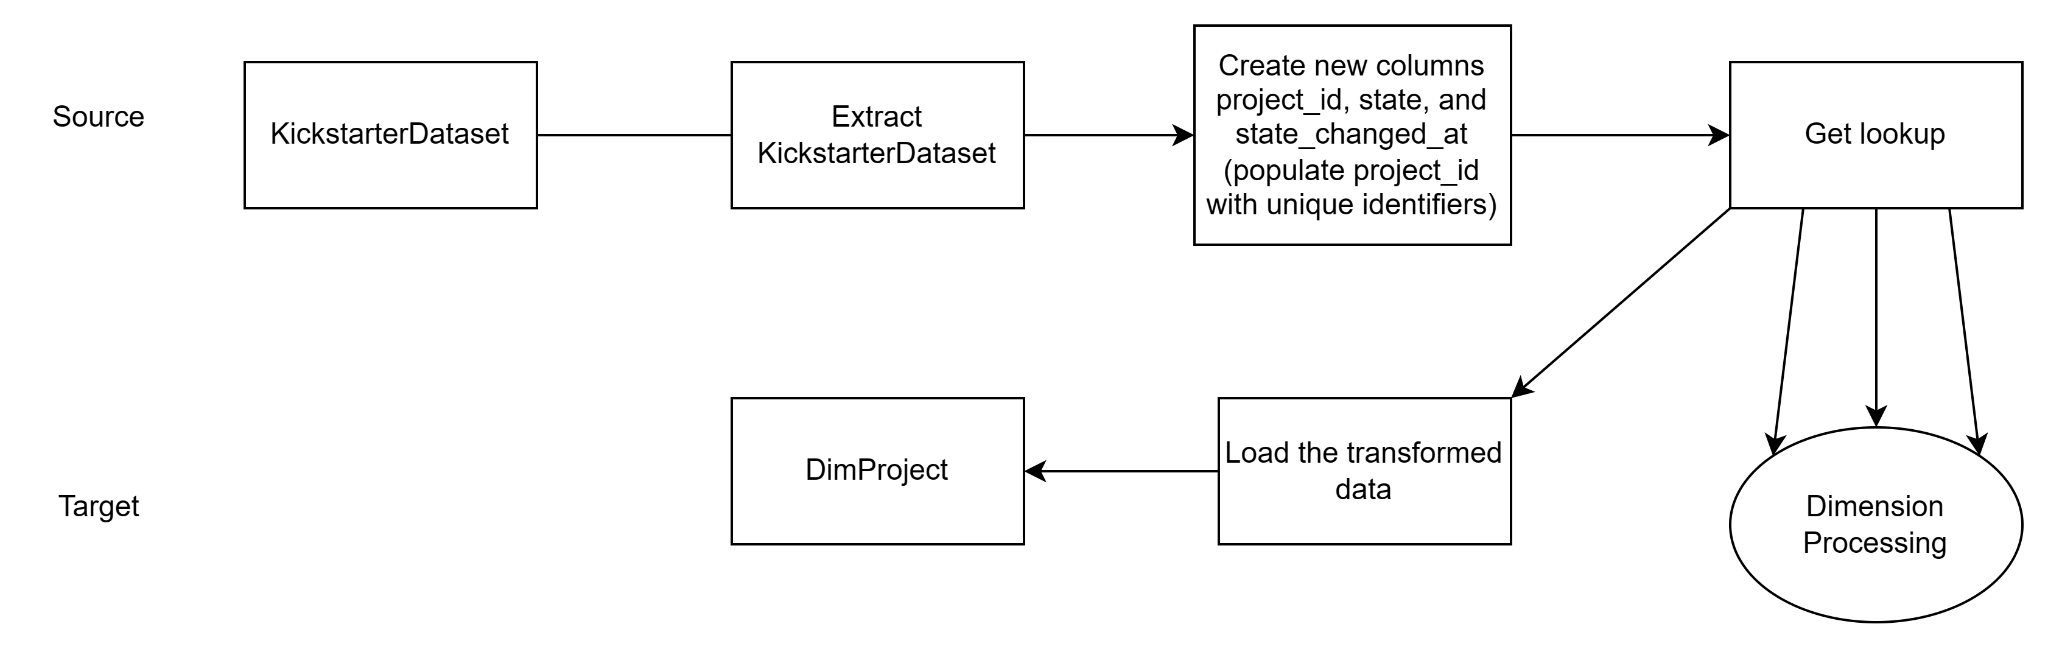 Source
KickstarterDataset
Extract
KickstarterDataset
Create new columns
project_id, state, and
state_changed_at
(populate project_id
with unique identifiers)
Get lookup
Target
DimProject
Load the transformed
data
Dimension
Processing